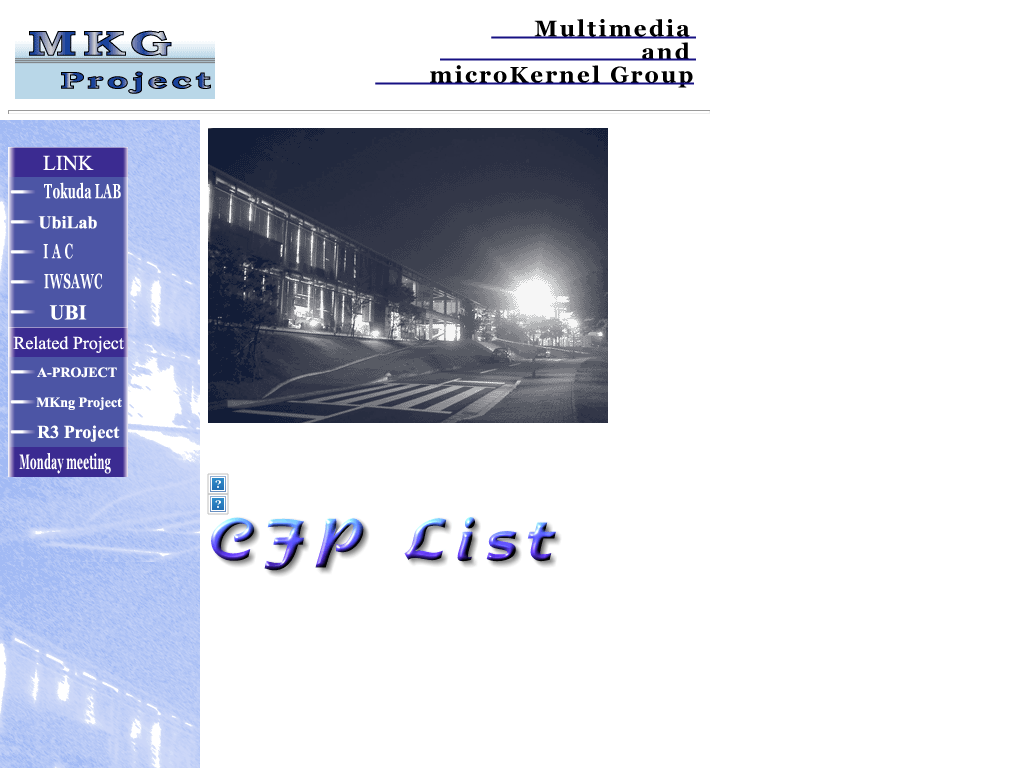 MKG
Project
Multimedia
and
microKernel Group
LINK
Tokuda LAB
UbiLab
I A C
IWSAWC
UBI
Related Project
A-PROJECT
MKng Project
R3 Project
Monday meeting
?
?
CFP List